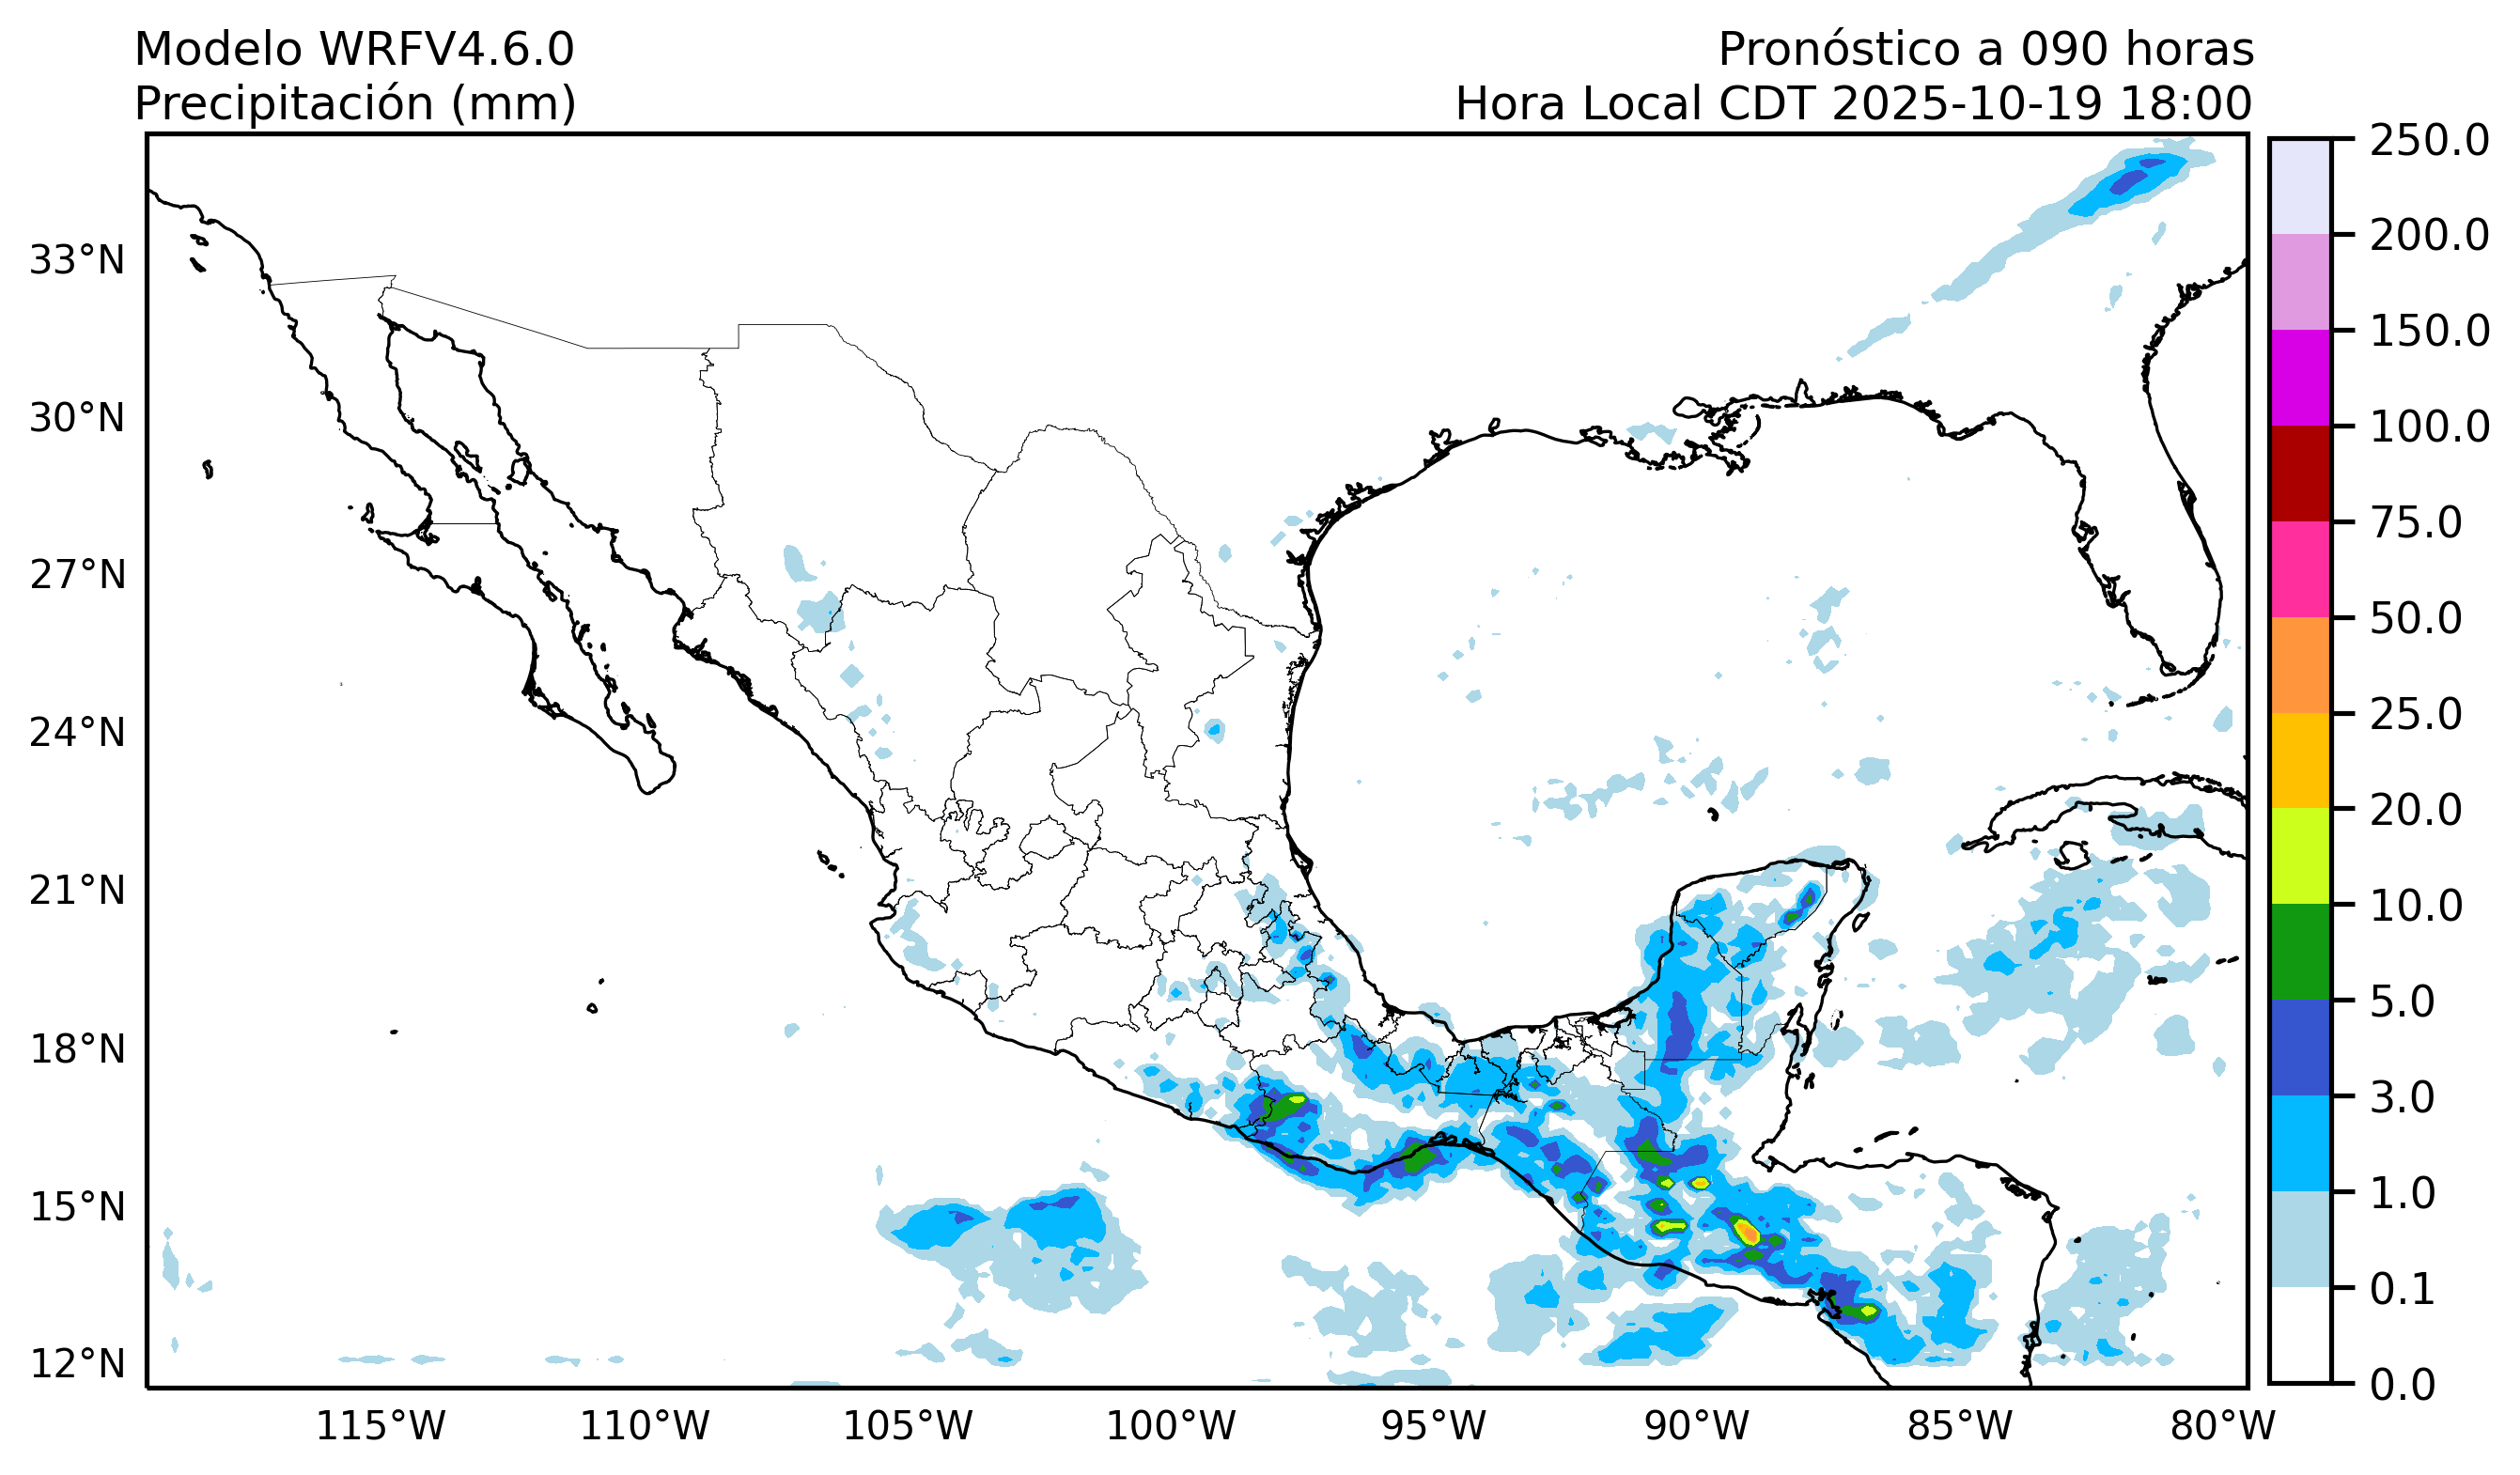 Modelo WRFV4.6.0
Precipitación (mm)
Pronóstico a 090 horas
Hora Local CDT 2025-10-19 18:00
33°N
30°N
27°N
24°N
21°N
18°N
15°N
12°N
115°W
110°W
105°W
100°W
95°W
90°W
85°W
80°W
250.0
200.0
150.0
100.0
75.0
50.0
25.0
20.0
10.0
5.0
3.0
1.0
0.1
0.0